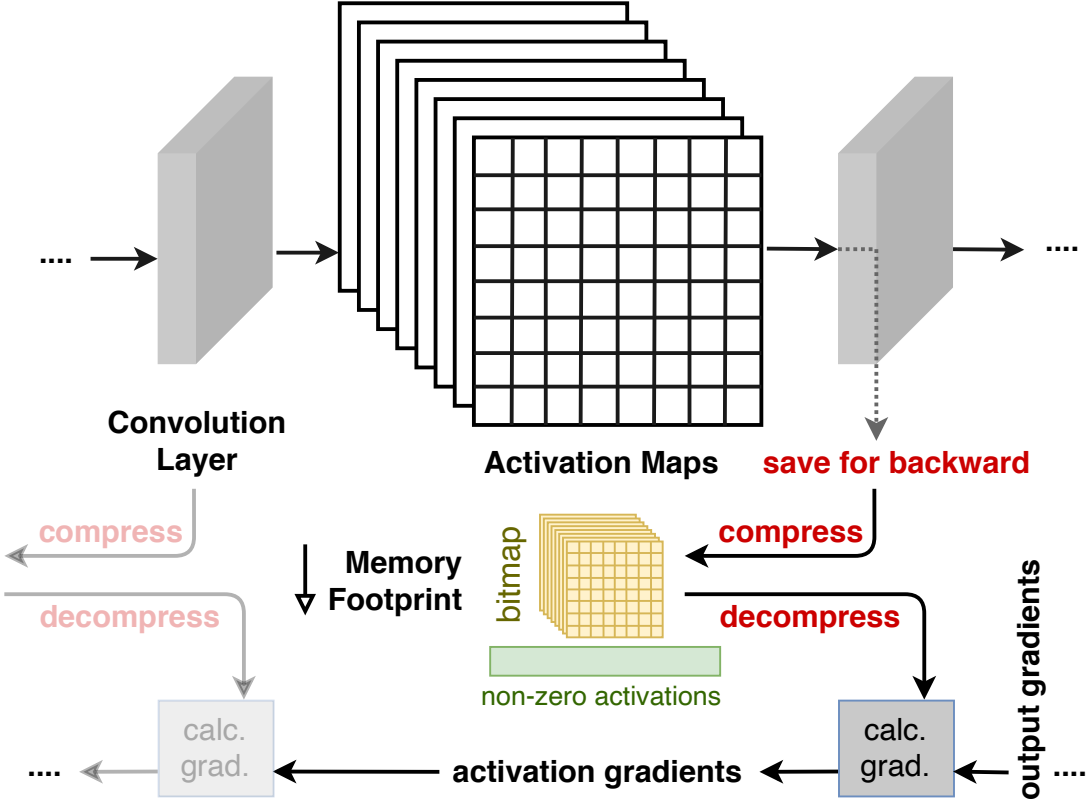 ....
....
Convolution
Layer
Activation Maps
save for backward
compress
decompress
Memory
Footprint
bitmap
non-zero activations
compress
decompress
output gradients
calc.
grad.
calc.
grad.
....
activation gradients
....